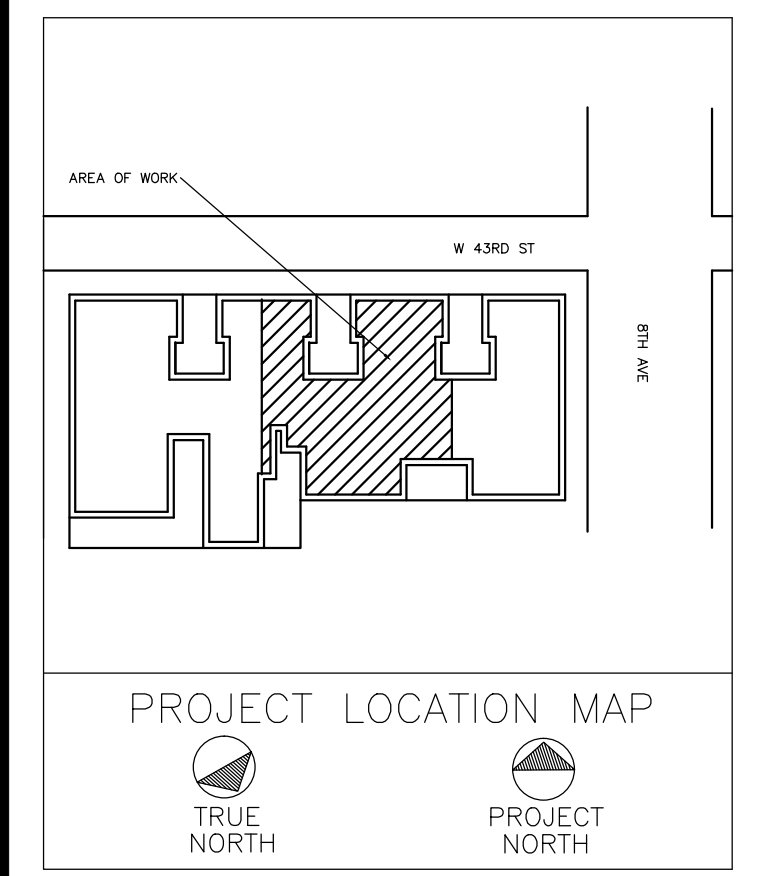 AREA OF WORK
W 43RD ST
8TH AVE
PROJECT LOCATION MAP
TRUE
NORTH
PROJECT
NORTH